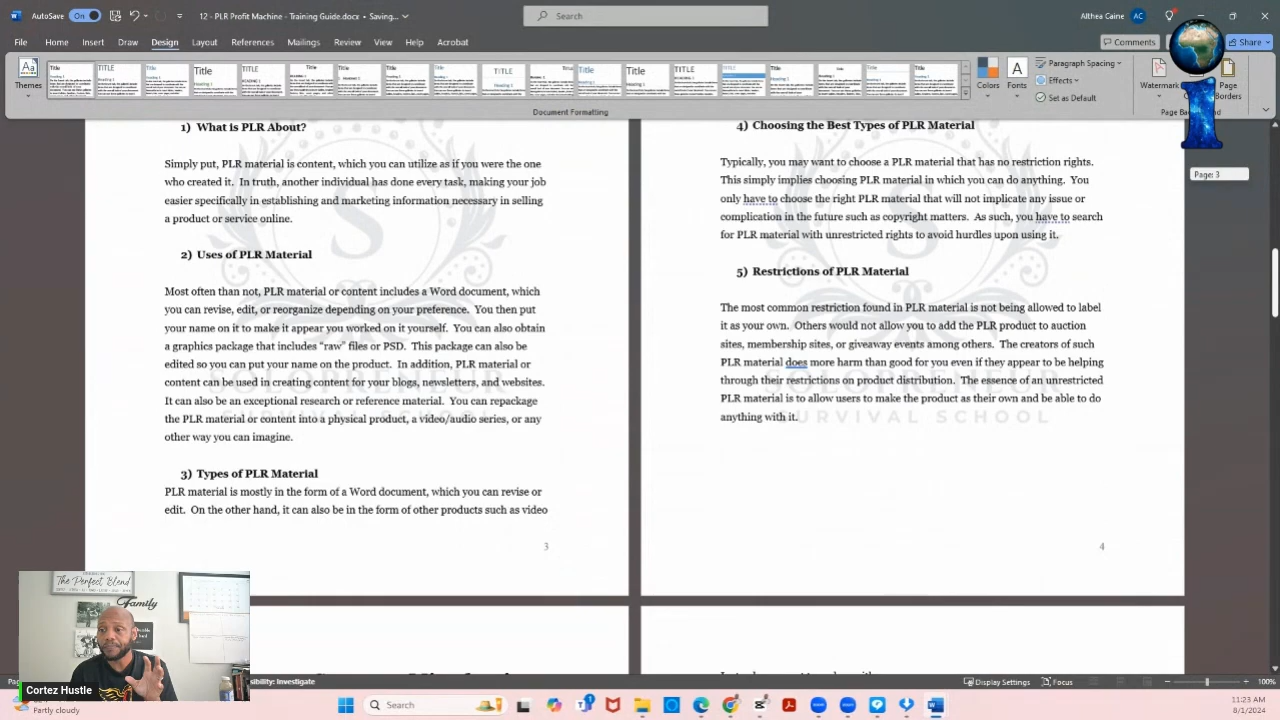 AutoSave On 12 - PLR Profit Machine - Training Guide.docx • Saving... Search Althea Caine AC
File Home Insert Draw Design Layout References Mailings Review View Help Acrobat Comments Share
Themes Colors Fonts Paragraph Spacing Effects Set as Default Page
Borders
Document Formatting
Page: 3
1) What is PLR About?
Simply put, PLR material is content, which you can utilize as if you were the one
who created it. In truth, another individual has done every task, making your job
easier specifically in establishing and marketing information necessary in selling
a product or service online.
2) Uses of PLR Material
Most often than not, PLR material or content includes a Word document, which
you can revise, edit, or reorganize depending on your preference. You then put
your name on it to make it appear you worked on it yourself. You can also obtain
a graphics package that includes “raw” files or PSD. This package can also be
edited so you can put your name on the product. In addition, PLR material or
content can be used in creating content for your blogs, newsletters, and websites.
It can also be an exceptional research or reference material. You can repackage
the PLR material or content into a physical product, a video/audio series, or any
other way you can imagine.
3) Types of PLR Material
PLR material is mostly in the form of a Word document, which you can revise or
edit. On the other hand, it can also be in the form of other products such as video
3
4) Choosing the Best Types of PLR Material
Typically, you may want to choose a PLR material that has no restriction rights.
This simply implies choosing PLR material in which you can do anything. You
only have to choose the right PLR material that will not implicate any issue or
complication in the future such as copyright matters. As such, you have to search
for PLR material with unrestricted rights to avoid hurdles upon using it.
5) Restrictions of PLR Material
The most common restriction found in PLR material is not being allowed to label
it as your own. Others would not allow you to add the PLR product to auction
sites, membership sites, or giveaway events among others. The creators of such
PLR material does more harm than good for you even if they appear to be helping
through their restrictions on product distribution. The essence of an unrestricted
PLR material is to allow users to make the product as their own and be able to do
anything with it.
SURVIVAL SCHOOL
4
The Perfect Blend
Family
Cortez Hustle
Display Settings Focus 100%
Partly cloudy
Search
11:23 AM
8/1/2024